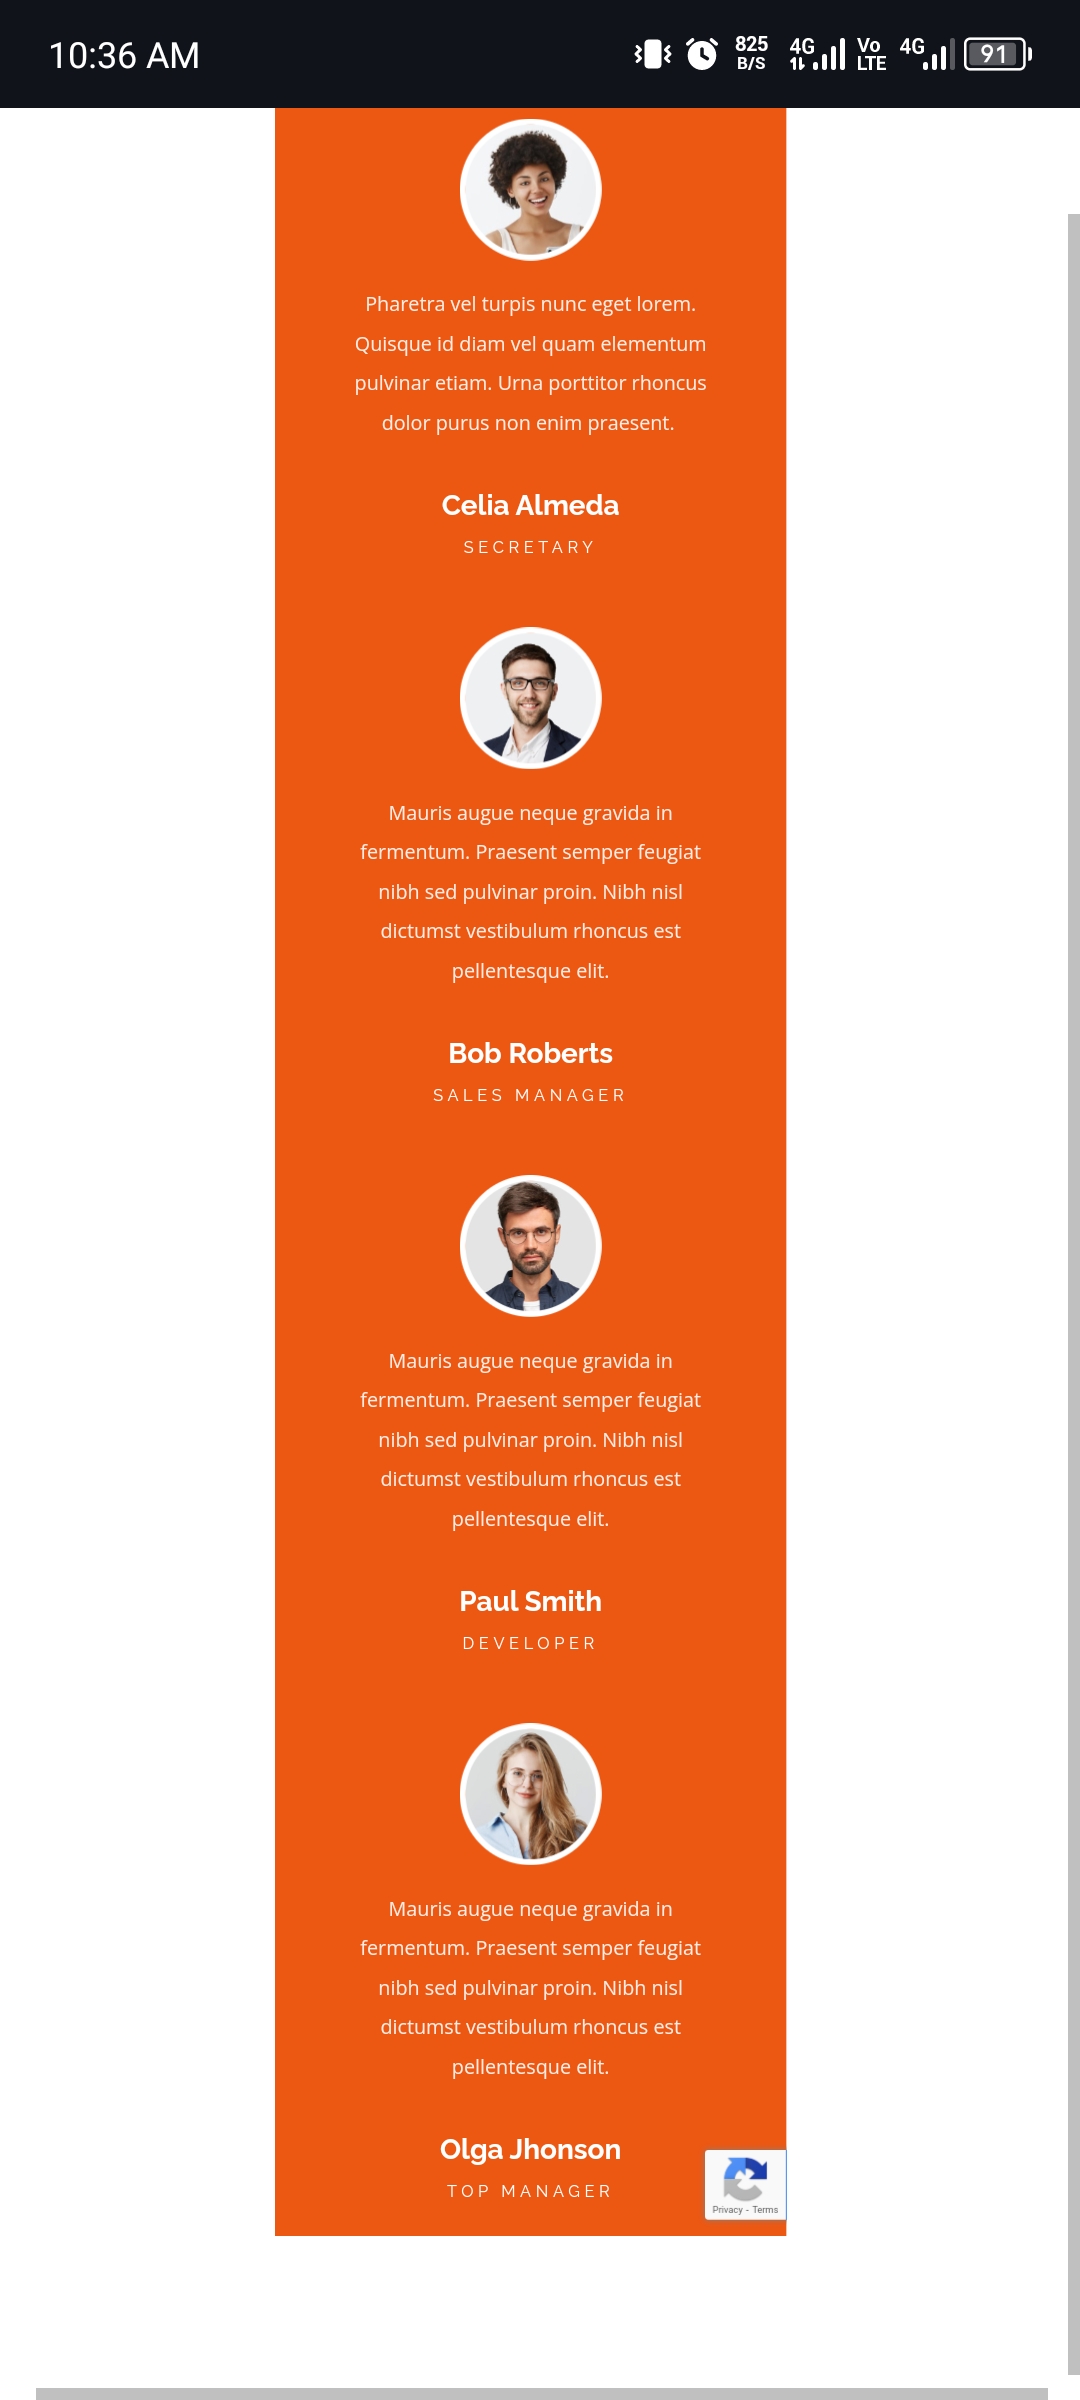 10:36 AM
825 B/S 4G Vo LTE 4G 91
Pharetra vel turpis nunc eget lorem.
Quisque id diam vel quam elementum
pulvinar etiam. Urna porttitor rhoncus
dolor purus non enim praesent.
Celia Almeda
SECRETARY
Mauris augue neque gravida in
fermentum. Praesent semper feugiat
nibh sed pulvinar proin. Nibh nisl
dictumst vestibulum rhoncus est
pellentesque elit.
Bob Roberts
SALES MANAGER
Mauris augue neque gravida in
fermentum. Praesent semper feugiat
nibh sed pulvinar proin. Nibh nisl
dictumst vestibulum rhoncus est
pellentesque elit.
Paul Smith
DEVELOPER
Mauris augue neque gravida in
fermentum. Praesent semper feugiat
nibh sed pulvinar proin. Nibh nisl
dictumst vestibulum rhoncus est
pellentesque elit.
Olga Jhonson
TOP MANAGER
Privacy - Terms